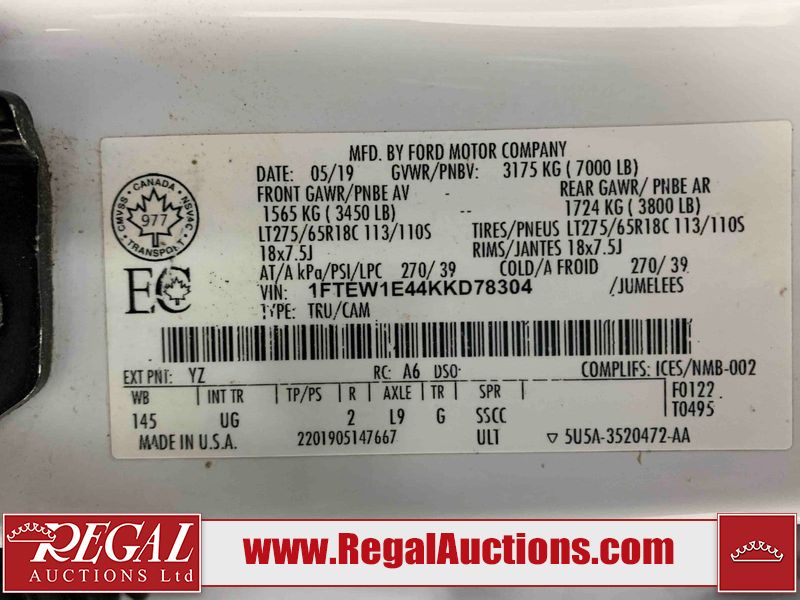 MFD. BY FORD MOTOR COMPANY
DATE: 05/19 GVWR/PNBV: 3175 KG ( 7000 LB)
FRONT GAWR/PNBE AV - REAR GAWR/ PNBE AR
1565 KG ( 3450 LB) -- 1724 KG ( 3800 LB)
LT275/65R18C 113/110S TIRES/PNEUS LT275/65R18C 113/110S
18x7.5J RIMS/JANTES 18x7.5J
AT/A kPa/PSI/LPC 270/ 39 COLD/A FROID 270/ 39
VIN: 1FTEW1E44KKD78304 /JUMELEES
TYPE: TRU/CAM
CANADA
CMVSS NSVAC
977
TRANSPORT
EC
EXT PNT: YZ RC: A6 DSO: COMPLIFS: ICES/NMB-002
WB INT TR TP/PS R AXLE TR SPR F0122
145 UG 2 L9 G SSCC T0495
MADE IN U.S.A. 2201905147667 ULT ▽ 5U5A-3520472-AA
REGAL
AUCTIONS Ltd
www.RegalAuctions.com